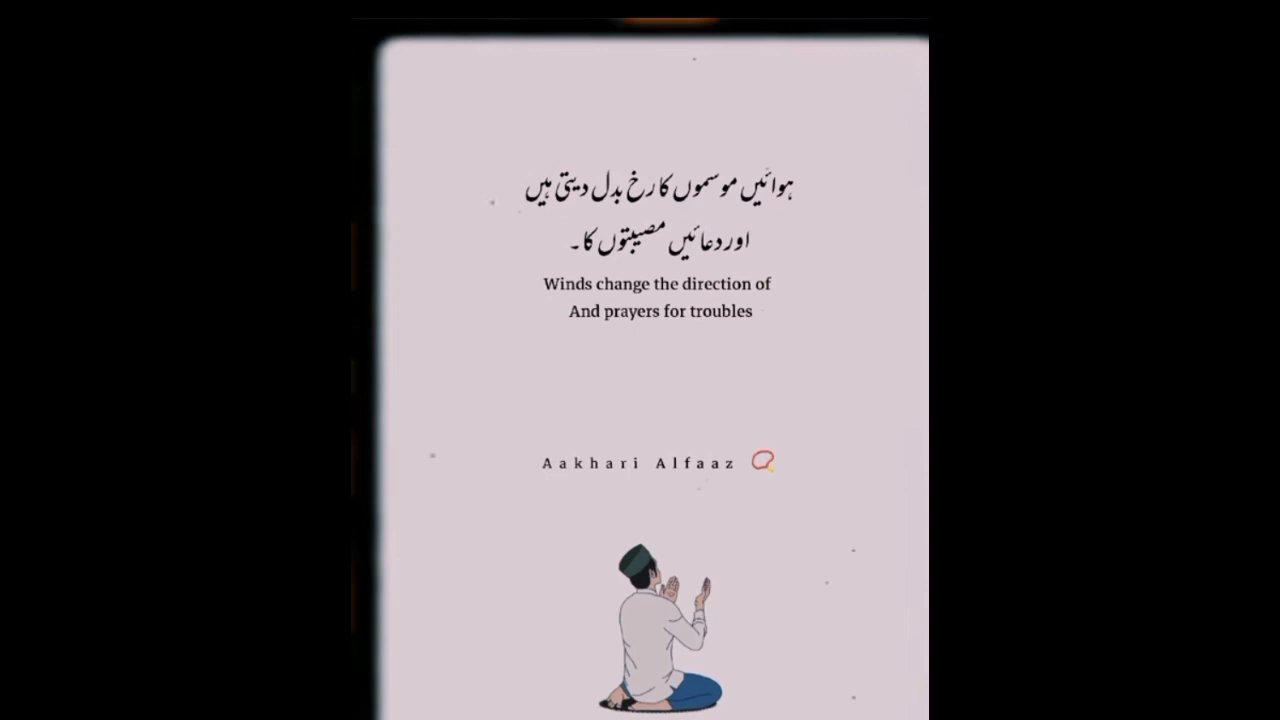 ہوائیں موسموں کا رخ بدل دیتی ہیں
اور دعائیں مصیبتوں کا۔
Winds change the direction of
And prayers for troubles
Aakhari Alfaaz